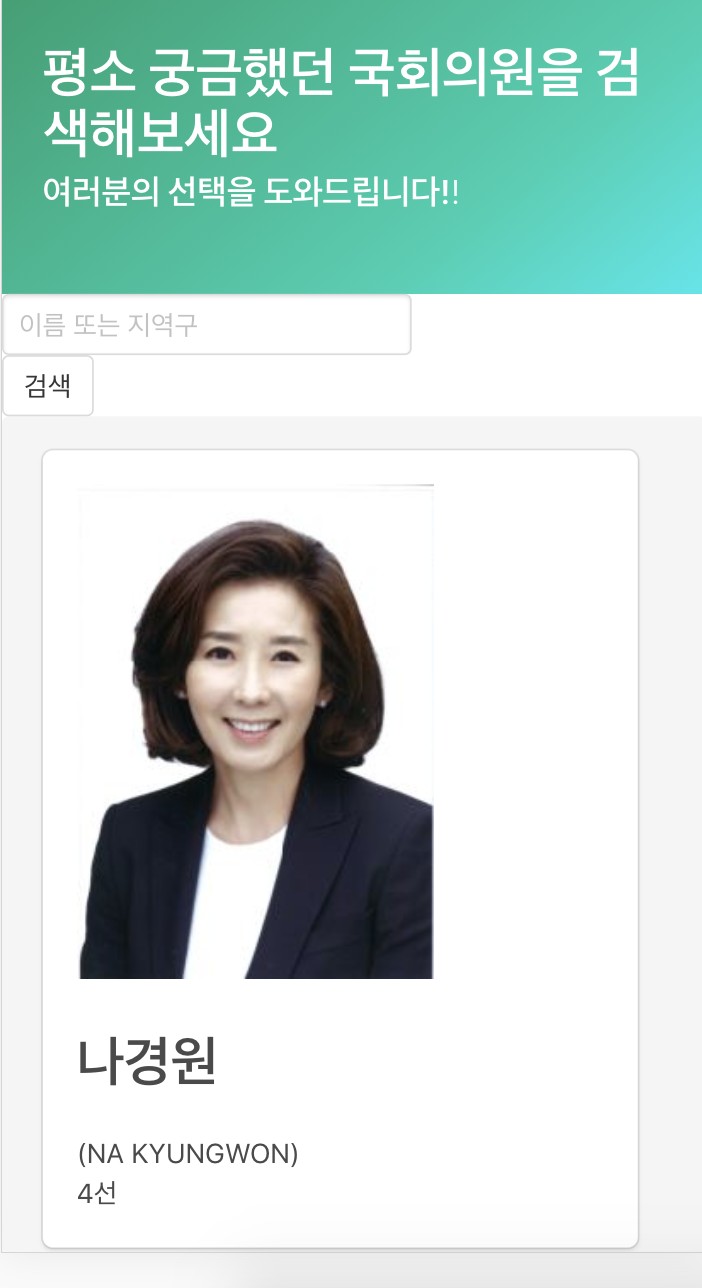 평소 궁금했던 국회의원을 검
색해보세요
여러분의 선택을 도와드립니다!!
이름 또는 지역구
검색
나경원
(NA KYUNGWON)
4선